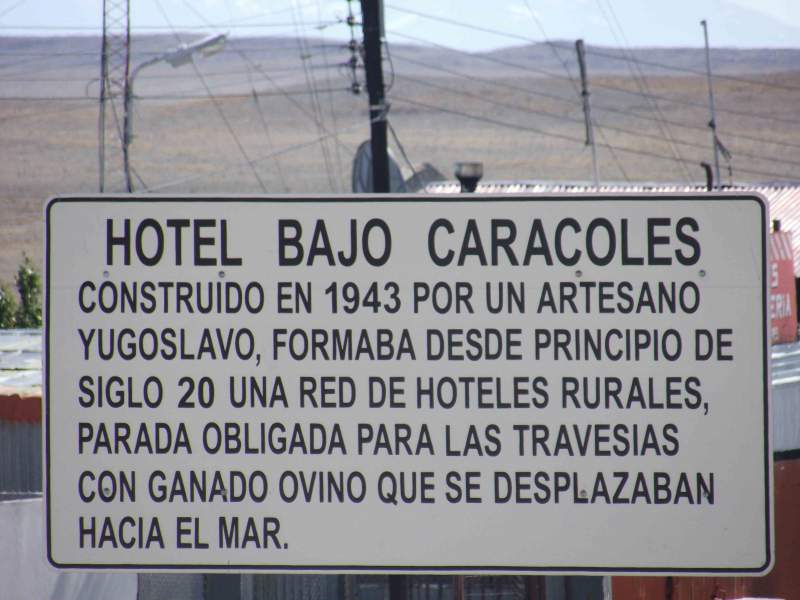 HOTEL BAJO CARACOLES
CONSTRUIDO EN 1943 POR UN ARTESANO
YUGOSLAVO, FORMABA DESDE PRINCIPIO DE
SIGLO 20 UNA RED DE HOTELES RURALES,
PARADA OBLIGADA PARA LAS TRAVESIAS
CON GANADO OVINO QUE SE DESPLAZABAN
HACIA EL MAR.